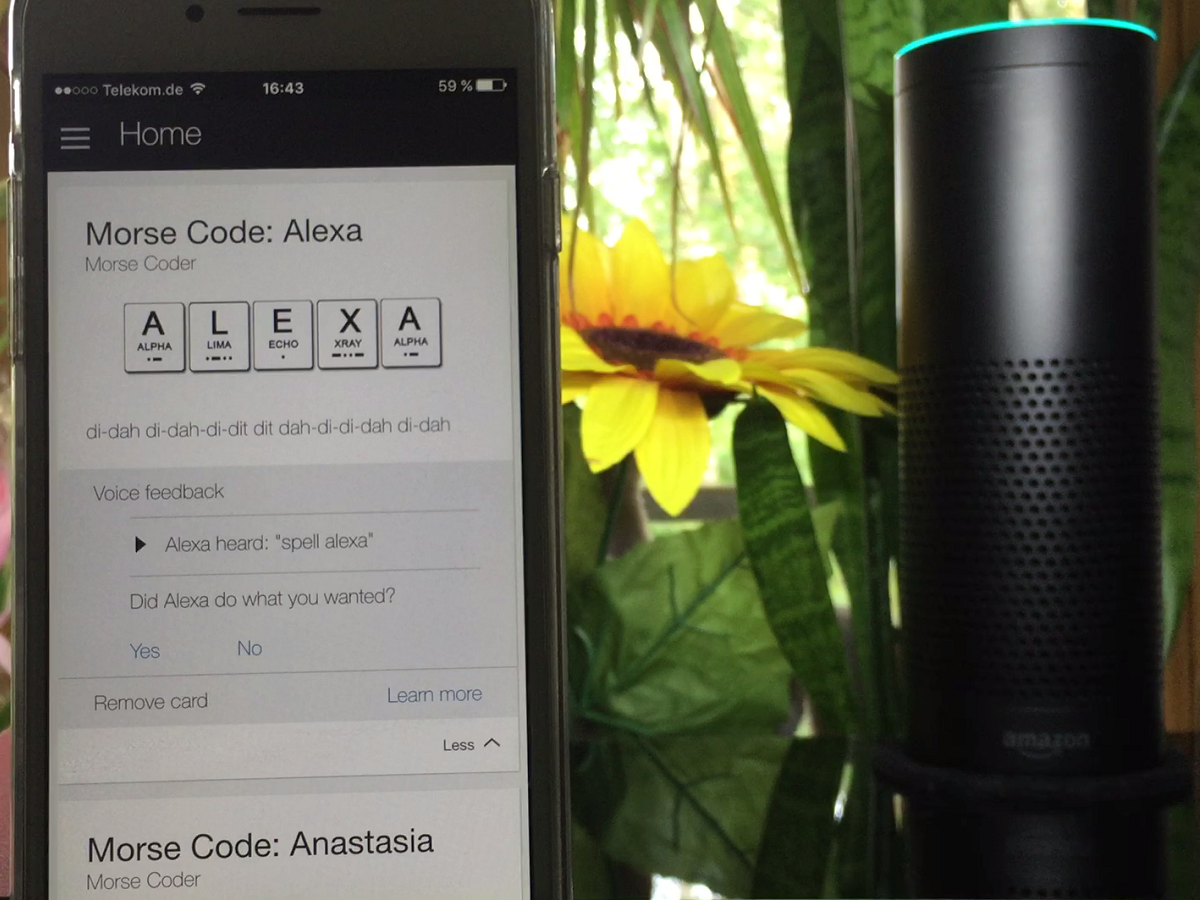 Telekom.de 16:43 59 %
Home
Morse Code: Alexa
Morse Coder
A L E X A
ALPHA LIMA ECHO XRAY ALPHA
·– ·–·· · –··– ·–
di-dah di-dah-di-dit dit dah-di-di-dah di-dah
Voice feedback
Alexa heard: "spell alexa"
Did Alexa do what you wanted?
Yes No
Remove card Learn more
Less
Morse Code: Anastasia
Morse Coder
amazon